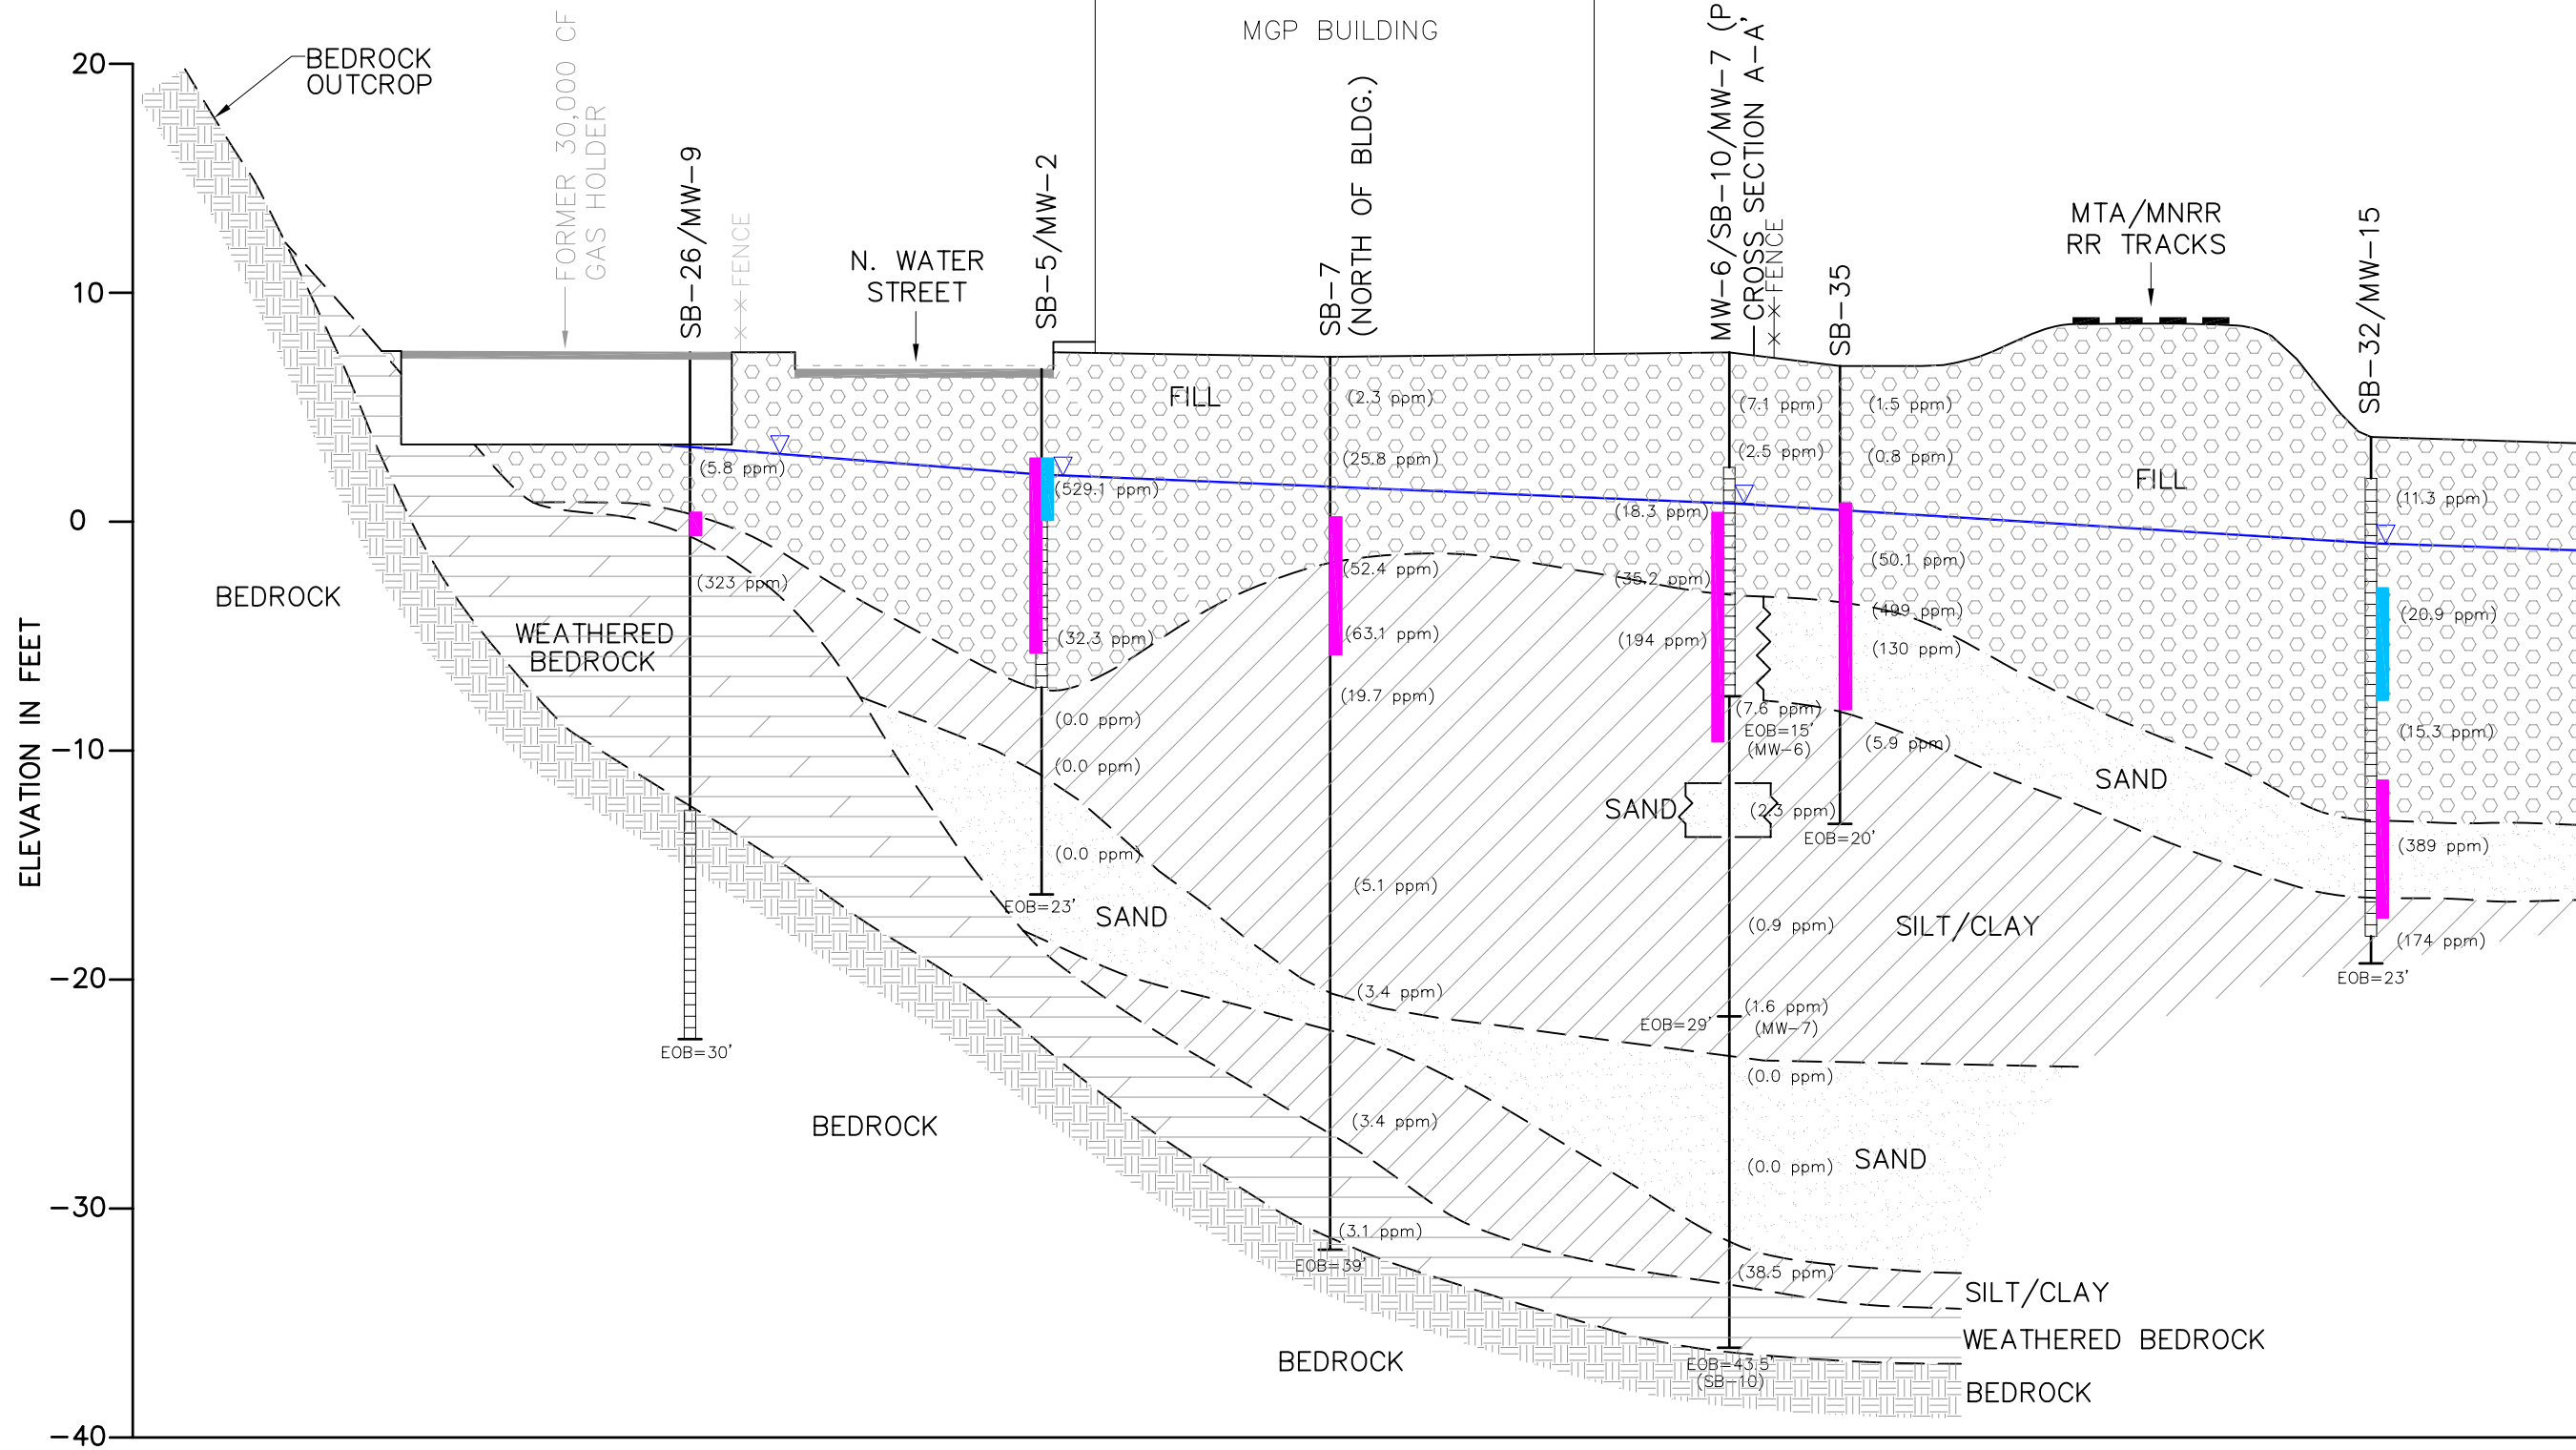 MGP BUILDING
20
10
0
-10
-20
-30
-40
ELEVATION IN FEET
BEDROCK
OUTCROP
FORMER 30,000 CF
GAS HOLDER
SB-26/MW-9
FENCE
N. WATER
STREET
SB-5/MW-2
SB-7
(NORTH OF BLDG.)
MW-6/SB-10/MW-7 (P
CROSS SECTION A-A'
FENCE
SB-35
MTA/MNRR
RR TRACKS
SB-32/MW-15
FILL
FILL
BEDROCK
WEATHERED
BEDROCK
(5.8 ppm)
(323 ppm)
EOB=30'
(529.1 ppm)
(32.3 ppm)
(0.0 ppm)
(0.0 ppm)
(0.0 ppm)
EOB=23'
SAND
(2.3 ppm)
(25.8 ppm)
(52.4 ppm)
(63.1 ppm)
(19.7 ppm)
(5.1 ppm)
(3.4 ppm)
(3.4 ppm)
(3.1 ppm)
EOB=39'
(7.1 ppm)
(2.5 ppm)
(18.3 ppm)
(35.2 ppm)
(194 ppm)
(7.6 ppm)
EOB=15'
(MW-6)
SAND
(2.3 ppm)
(0.9 ppm)
(1.6 ppm)
EOB=29'
(MW-7)
(0.0 ppm)
(0.0 ppm)
(38.5 ppm)
EOB=43.5'
(SB-10)
(1.5 ppm)
(0.8 ppm)
(50.1 ppm)
(499 ppm)
(130 ppm)
(5.9 ppm)
EOB=20'
SAND
SILT/CLAY
SAND
(11.3 ppm)
(20.9 ppm)
(15.3 ppm)
(389 ppm)
(174 ppm)
EOB=23'
BEDROCK
BEDROCK
SILT/CLAY
WEATHERED BEDROCK
BEDROCK